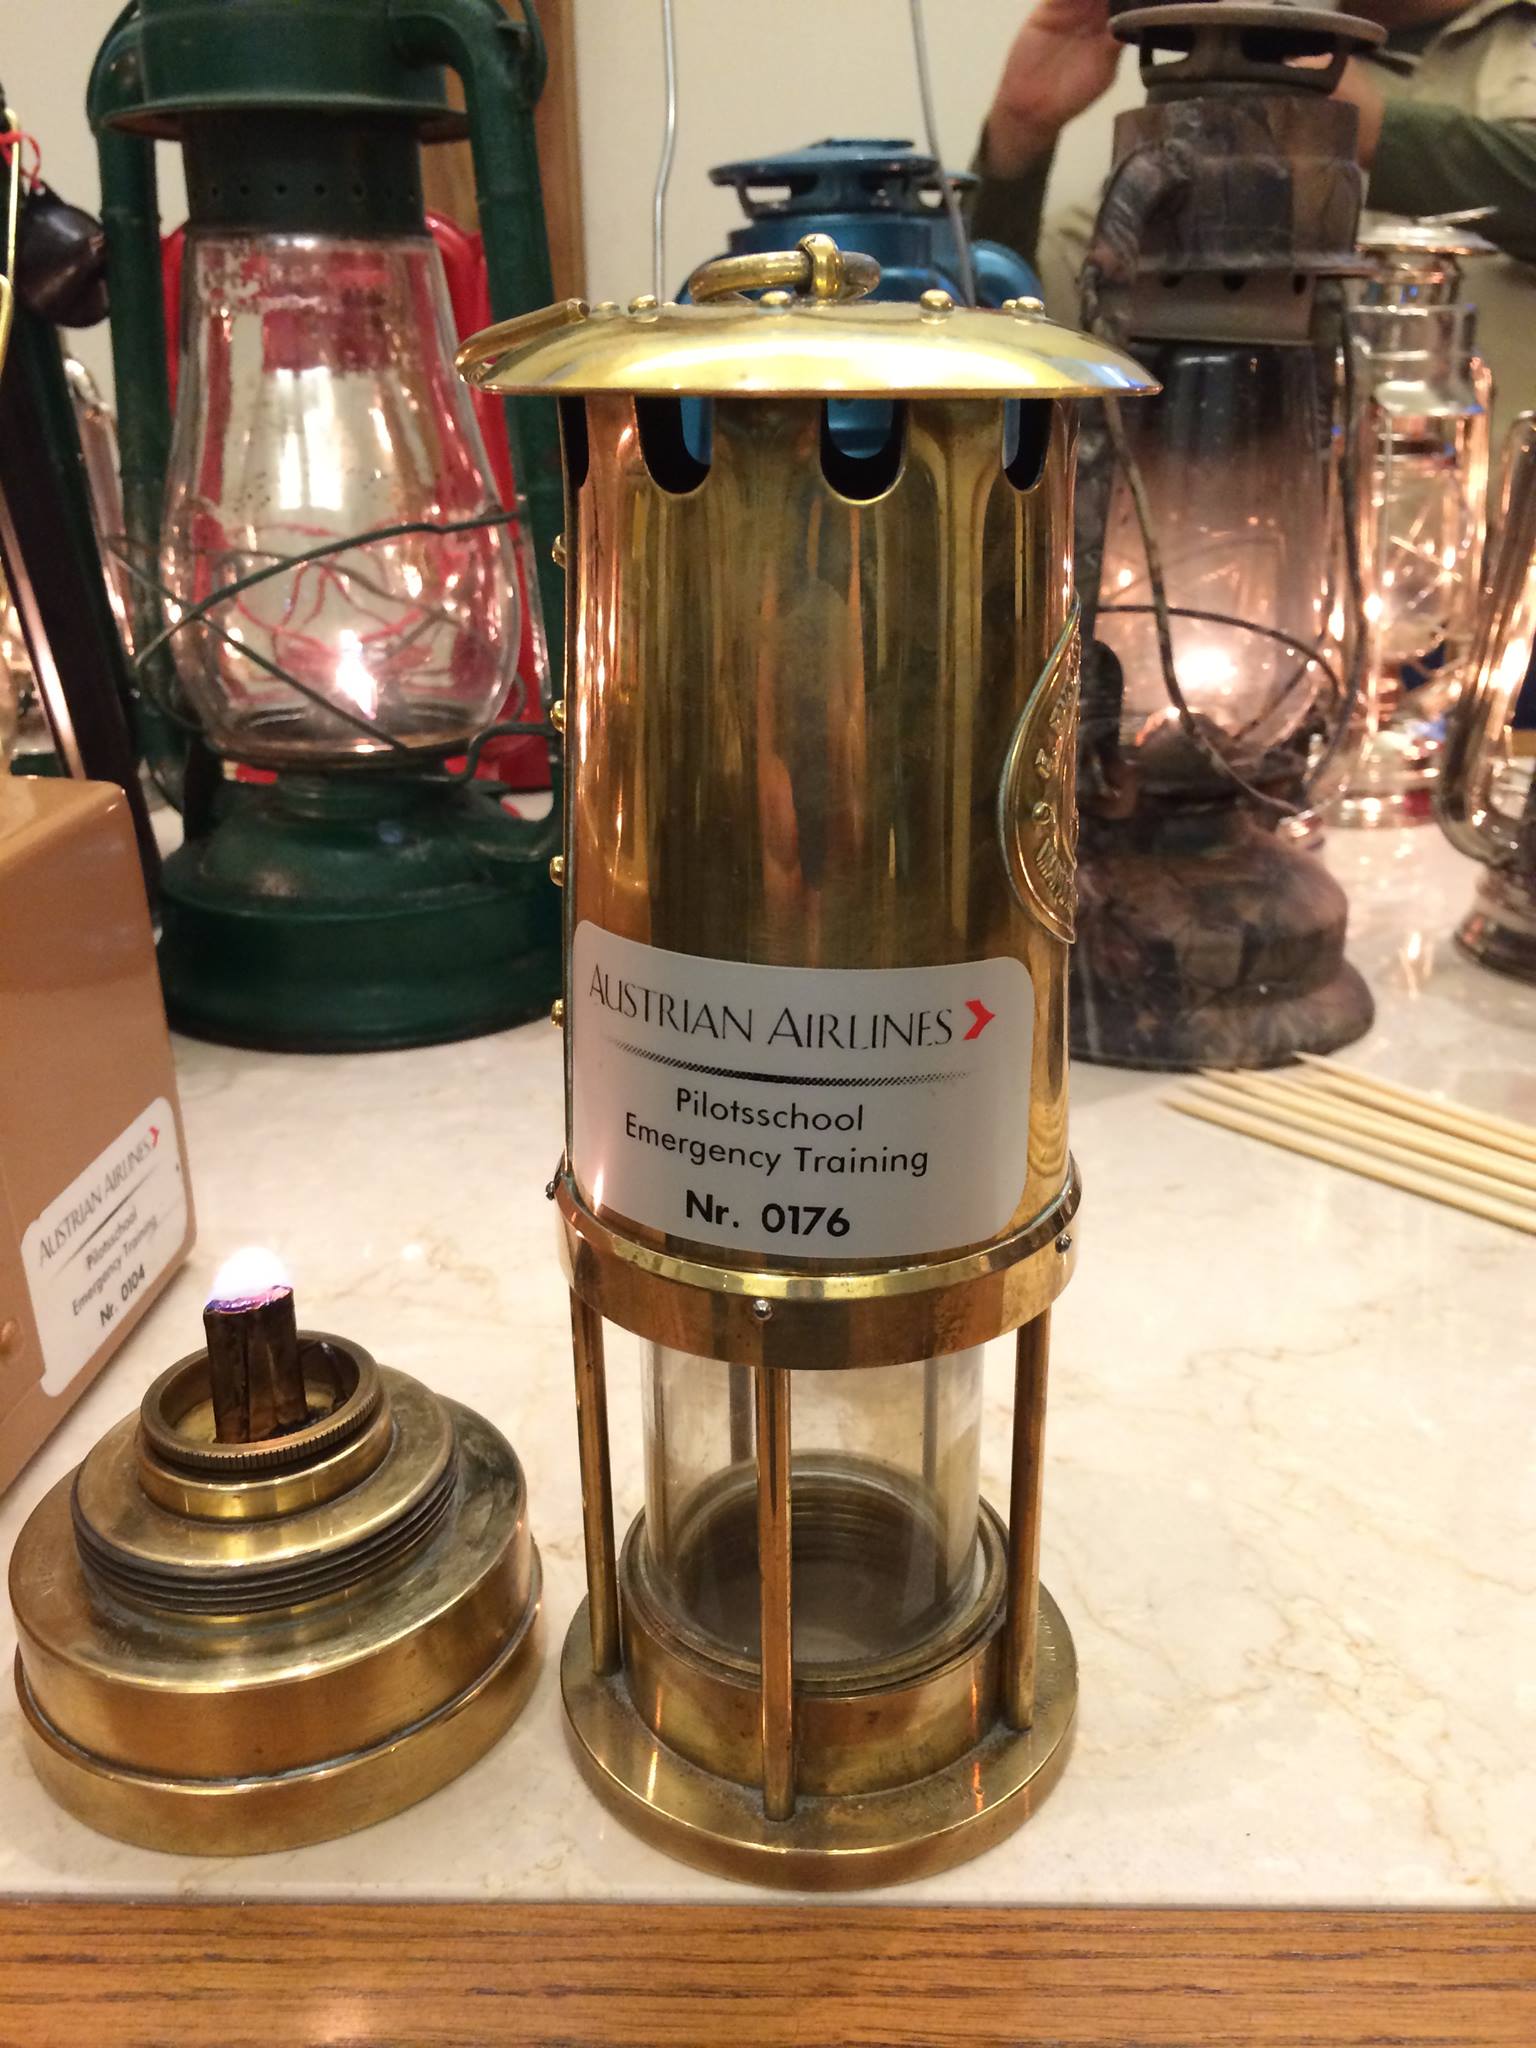 AUSTRIAN AIRLINES
Pilotsschool
Emergency Training
Nr. 0176
AUSTRIAN AIRLINES
Pilotsschool
Emergency Training
Nr. 0104